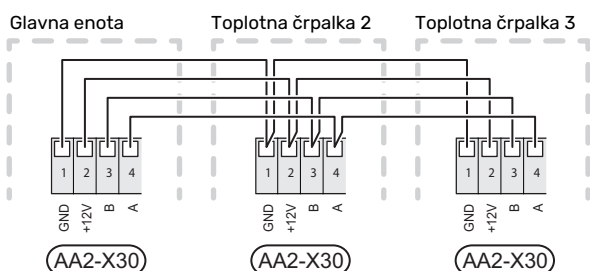 Glavna enota
Toplotna črpalka 2
Toplotna črpalka 3
1 2 3 4
1 2 3 4
1 2 3 4
GND +12V B A
GND +12V B A
GND +12V B A
AA2-X30
AA2-X30
AA2-X30